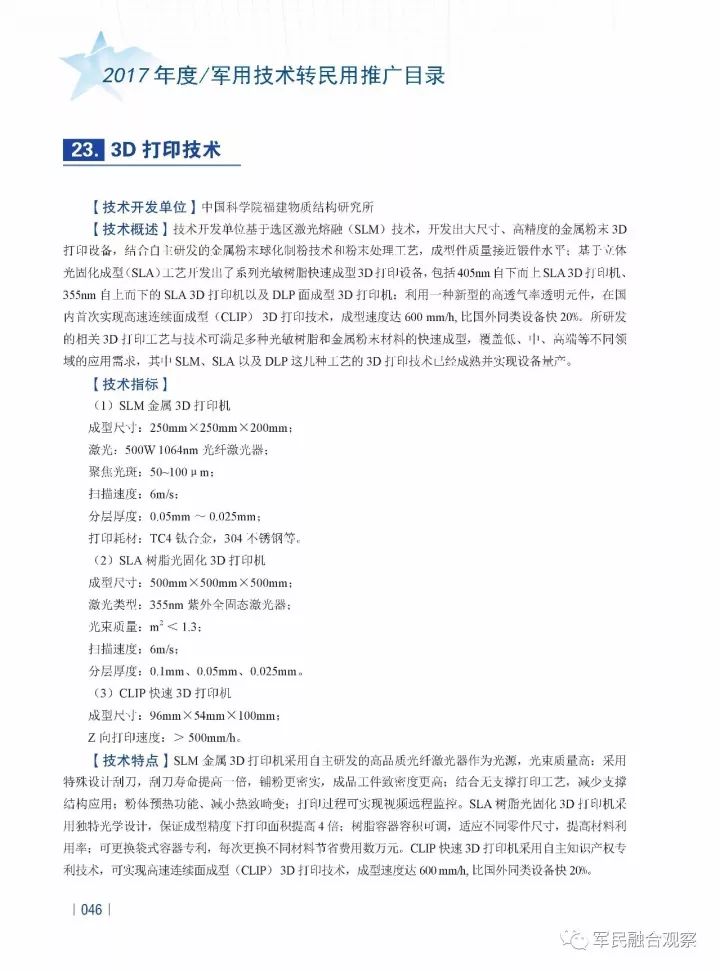 2017 年度/军用技术转民用推广目录
23. 3D 打印技术
【技术开发单位】中国科学院福建物质结构研究所
【技术概述】技术开发单位基于选区激光熔融（SLM）技术，开发出大尺寸、高精度的金属粉末 3D
打印设备，结合自主研发的金属粉末球化制粉技术和粉末处理工艺，成型件质量接近锻件水平；基于立体
光固化成型（SLA）工艺开发出了系列光敏树脂快速成型 3D 打印设备，包括 405nm 自下而上 SLA 3D 打印机、
355nm 自上而下的 SLA 3D 打印机以及 DLP 面成型 3D 打印机；利用一种新型的高透气率透明元件，在国
内首次实现高速连续面成型（CLIP）3D 打印技术，成型速度达 600 mm/h, 比国外同类设备快 20%。所研发
的相关 3D 打印工艺与技术可满足多种光敏树脂和金属粉末材料的快速成型，覆盖低、中、高端等不同领
域的应用需求，其中 SLM、SLA 以及 DLP 这几种工艺的 3D 打印技术已经成熟并实现设备量产。
【技术指标】
（1）SLM 金属 3D 打印机
成型尺寸：250mm×250mm×200mm；
激光：500W 1064nm 光纤激光器；
聚焦光斑：50~100μm；
扫描速度：6m/s；
分层厚度：0.05mm ～ 0.025mm；
打印耗材：TC4 钛合金，304 不锈钢等。
（2）SLA 树脂光固化 3D 打印机
成型尺寸：500mm×500mm×500mm；
激光类型：355nm 紫外全固态激光器；
光束质量：m² < 1.3；
扫描速度：6m/s；
分层厚度：0.1mm、0.05mm、0.025mm。
（3）CLIP 快速 3D 打印机
成型尺寸：96mm×54mm×100mm；
Z 向打印速度：> 500mm/h。
【技术特点】SLM 金属 3D 打印机采用自主研发的高品质光纤激光器作为光源，光束质量高；采用
特殊设计刮刀，刮刀寿命提高一倍，铺粉更密实，成品工件致密度更高；结合无支撑打印工艺，减少支撑
结构应用；粉体预热功能、减小热致畸变；打印过程可实现视频远程监控。SLA 树脂光固化 3D 打印机采
用独特光学设计，保证成型精度下打印面积提高 4 倍；树脂容器容积可调，适应不同零件尺寸，提高材料利
用率；可更换袋式容器专利，每次更换不同材料节省费用数万元。CLIP 快速 3D 打印机采用自主知识产权专
利技术，可实现高速连续面成型（CLIP）3D 打印技术，成型速度达 600 mm/h, 比国外同类设备快 20%。
| 046 |
军民融合观察